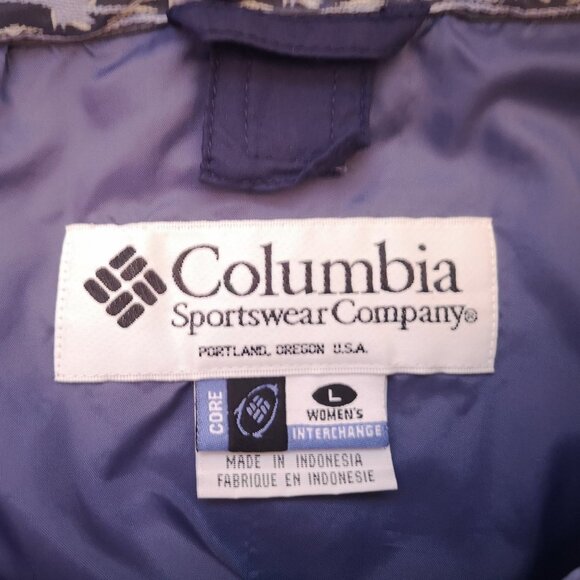 Columbia
Sportswear Company®
PORTLAND, OREGON U.S.A.
CORE
L
WOMEN'S
INTERCHANGE
MADE IN INDONESIA
FABRIQUE EN INDONESIE